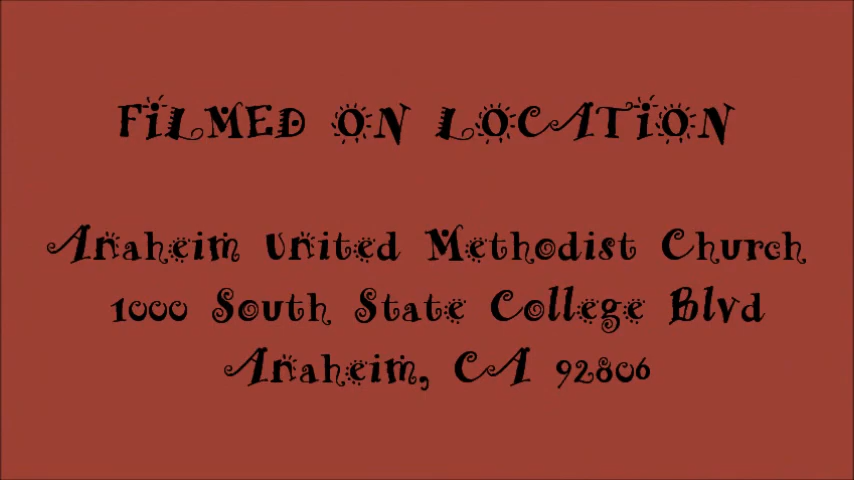 FILMED ON LOCATION
Anaheim United Methodist Church
1000 South State College Blvd
Anaheim, CA 92806